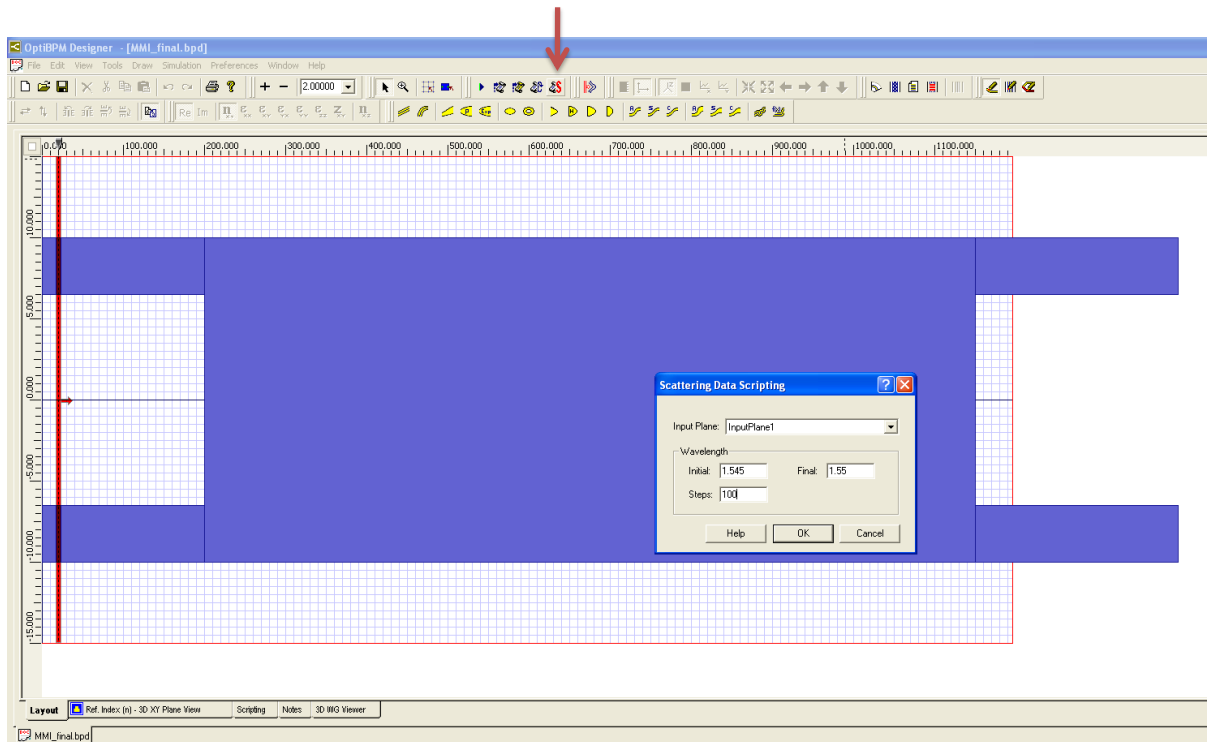 OptiBPM Designer - [MMI_final.bpd]
File Edit View Tools Draw Simulation Preferences Window Help
2.00000
Re Im
0.000 100.000 200.000 300.000 400.000 500.000 600.000 700.000 800.000 900.000 1000.000 1100.000
10.000
5.000
0.000
-5.000
-10.000
-15.000
Scattering Data Scripting
Input Plane: InputPlane1
Wavelength
Initial: 1.545 Final: 1.55
Steps: 100
Help OK Cancel
Layout Ref. Index (n) - 3D XY Plane View Scripting Notes 3D WG Viewer
MMI_final.bpd